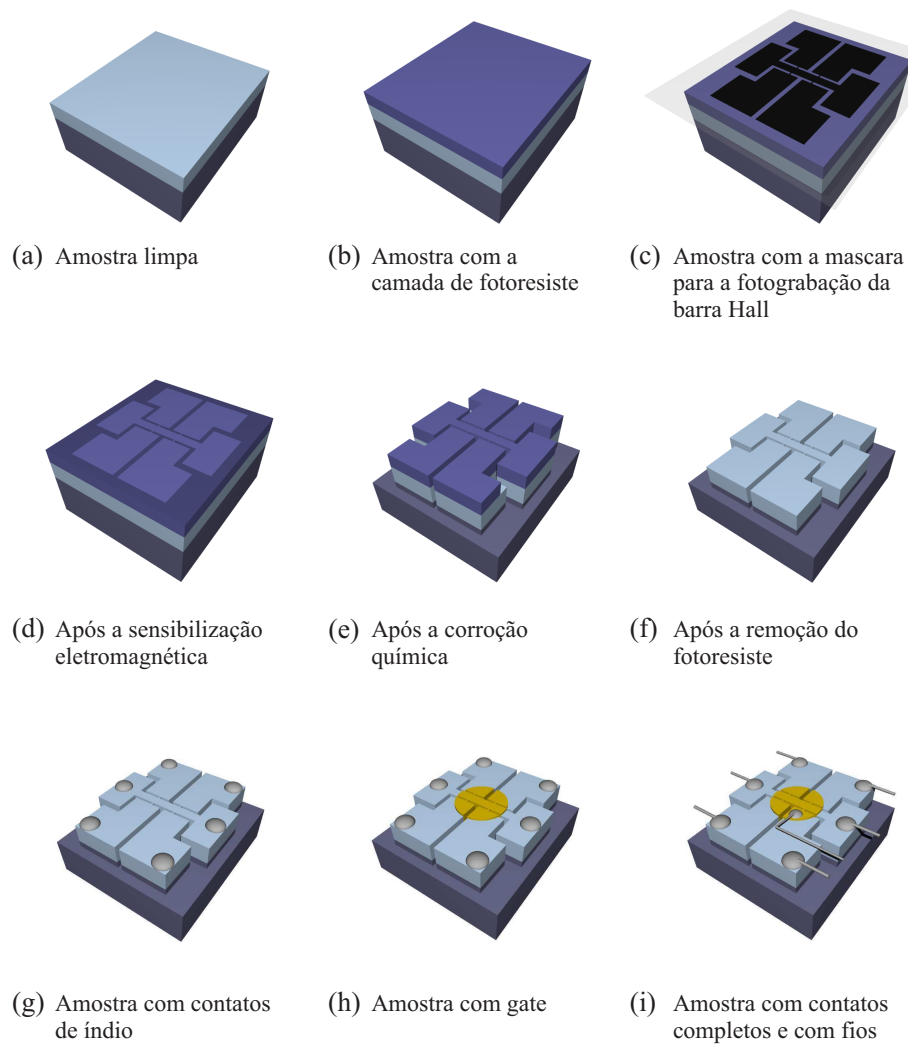 (a) Amostra limpa
(b) Amostra com a
camada de fotoresiste
(c) Amostra com a mascara
para a fotograbação da
barra Hall
(d) Após a sensibilização
eletromagnética
(e) Após a corroção
química
(f) Após a remoção do
fotoresiste
(g) Amostra com contatos
de índio
(h) Amostra com gate
(i) Amostra com contatos
completos e com fios